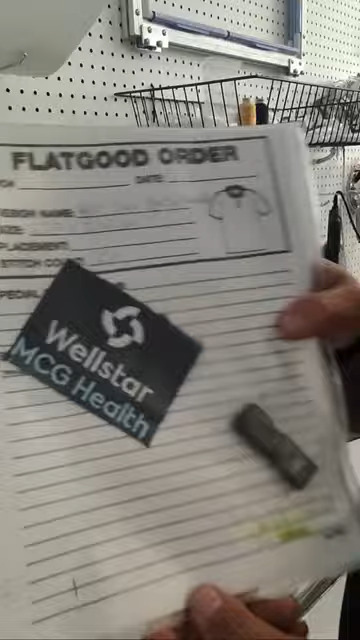 FLATGOOD ORDER
DATE:
DESIGN NAME:
SIZE:
PLACEMENT:
STITCH COUNT:
Wellstar
MCG Health